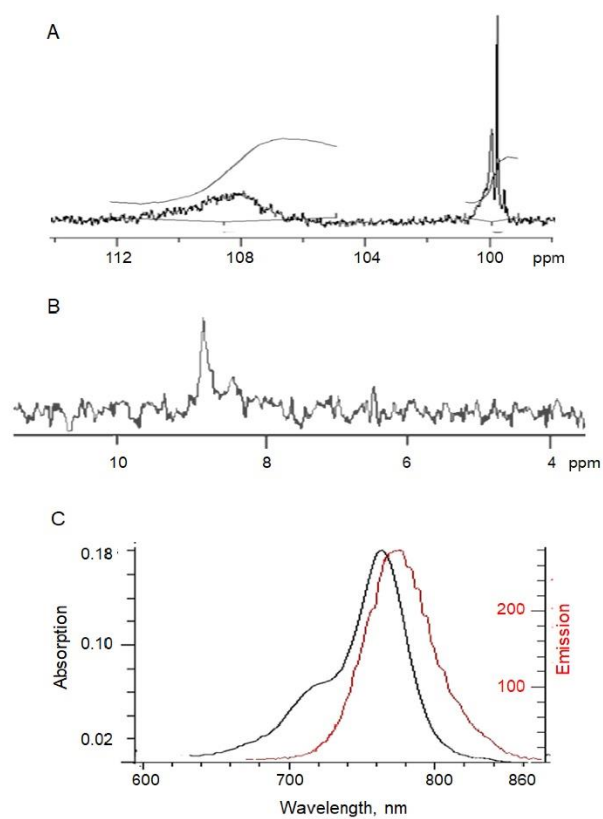 A
112 108 104 100 ppm
B
10 8 6 4 ppm
C
0.18
0.10
0.02
Absorption
200
100
Emission
600 700 800 860
Wavelength, nm